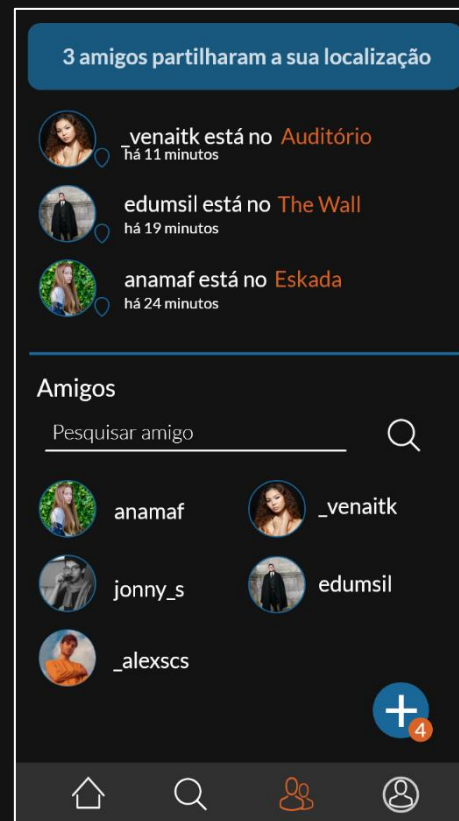 3 amigos partilharam a sua localização
_venaitk está no Auditório
há 11 minutos
edumsil está no The Wall
há 19 minutos
anamaf está no Eskada
há 24 minutos
Amigos
Pesquisar amigo
anamaf
_venaitk
jonny_s
edumsil
_alexscs
4